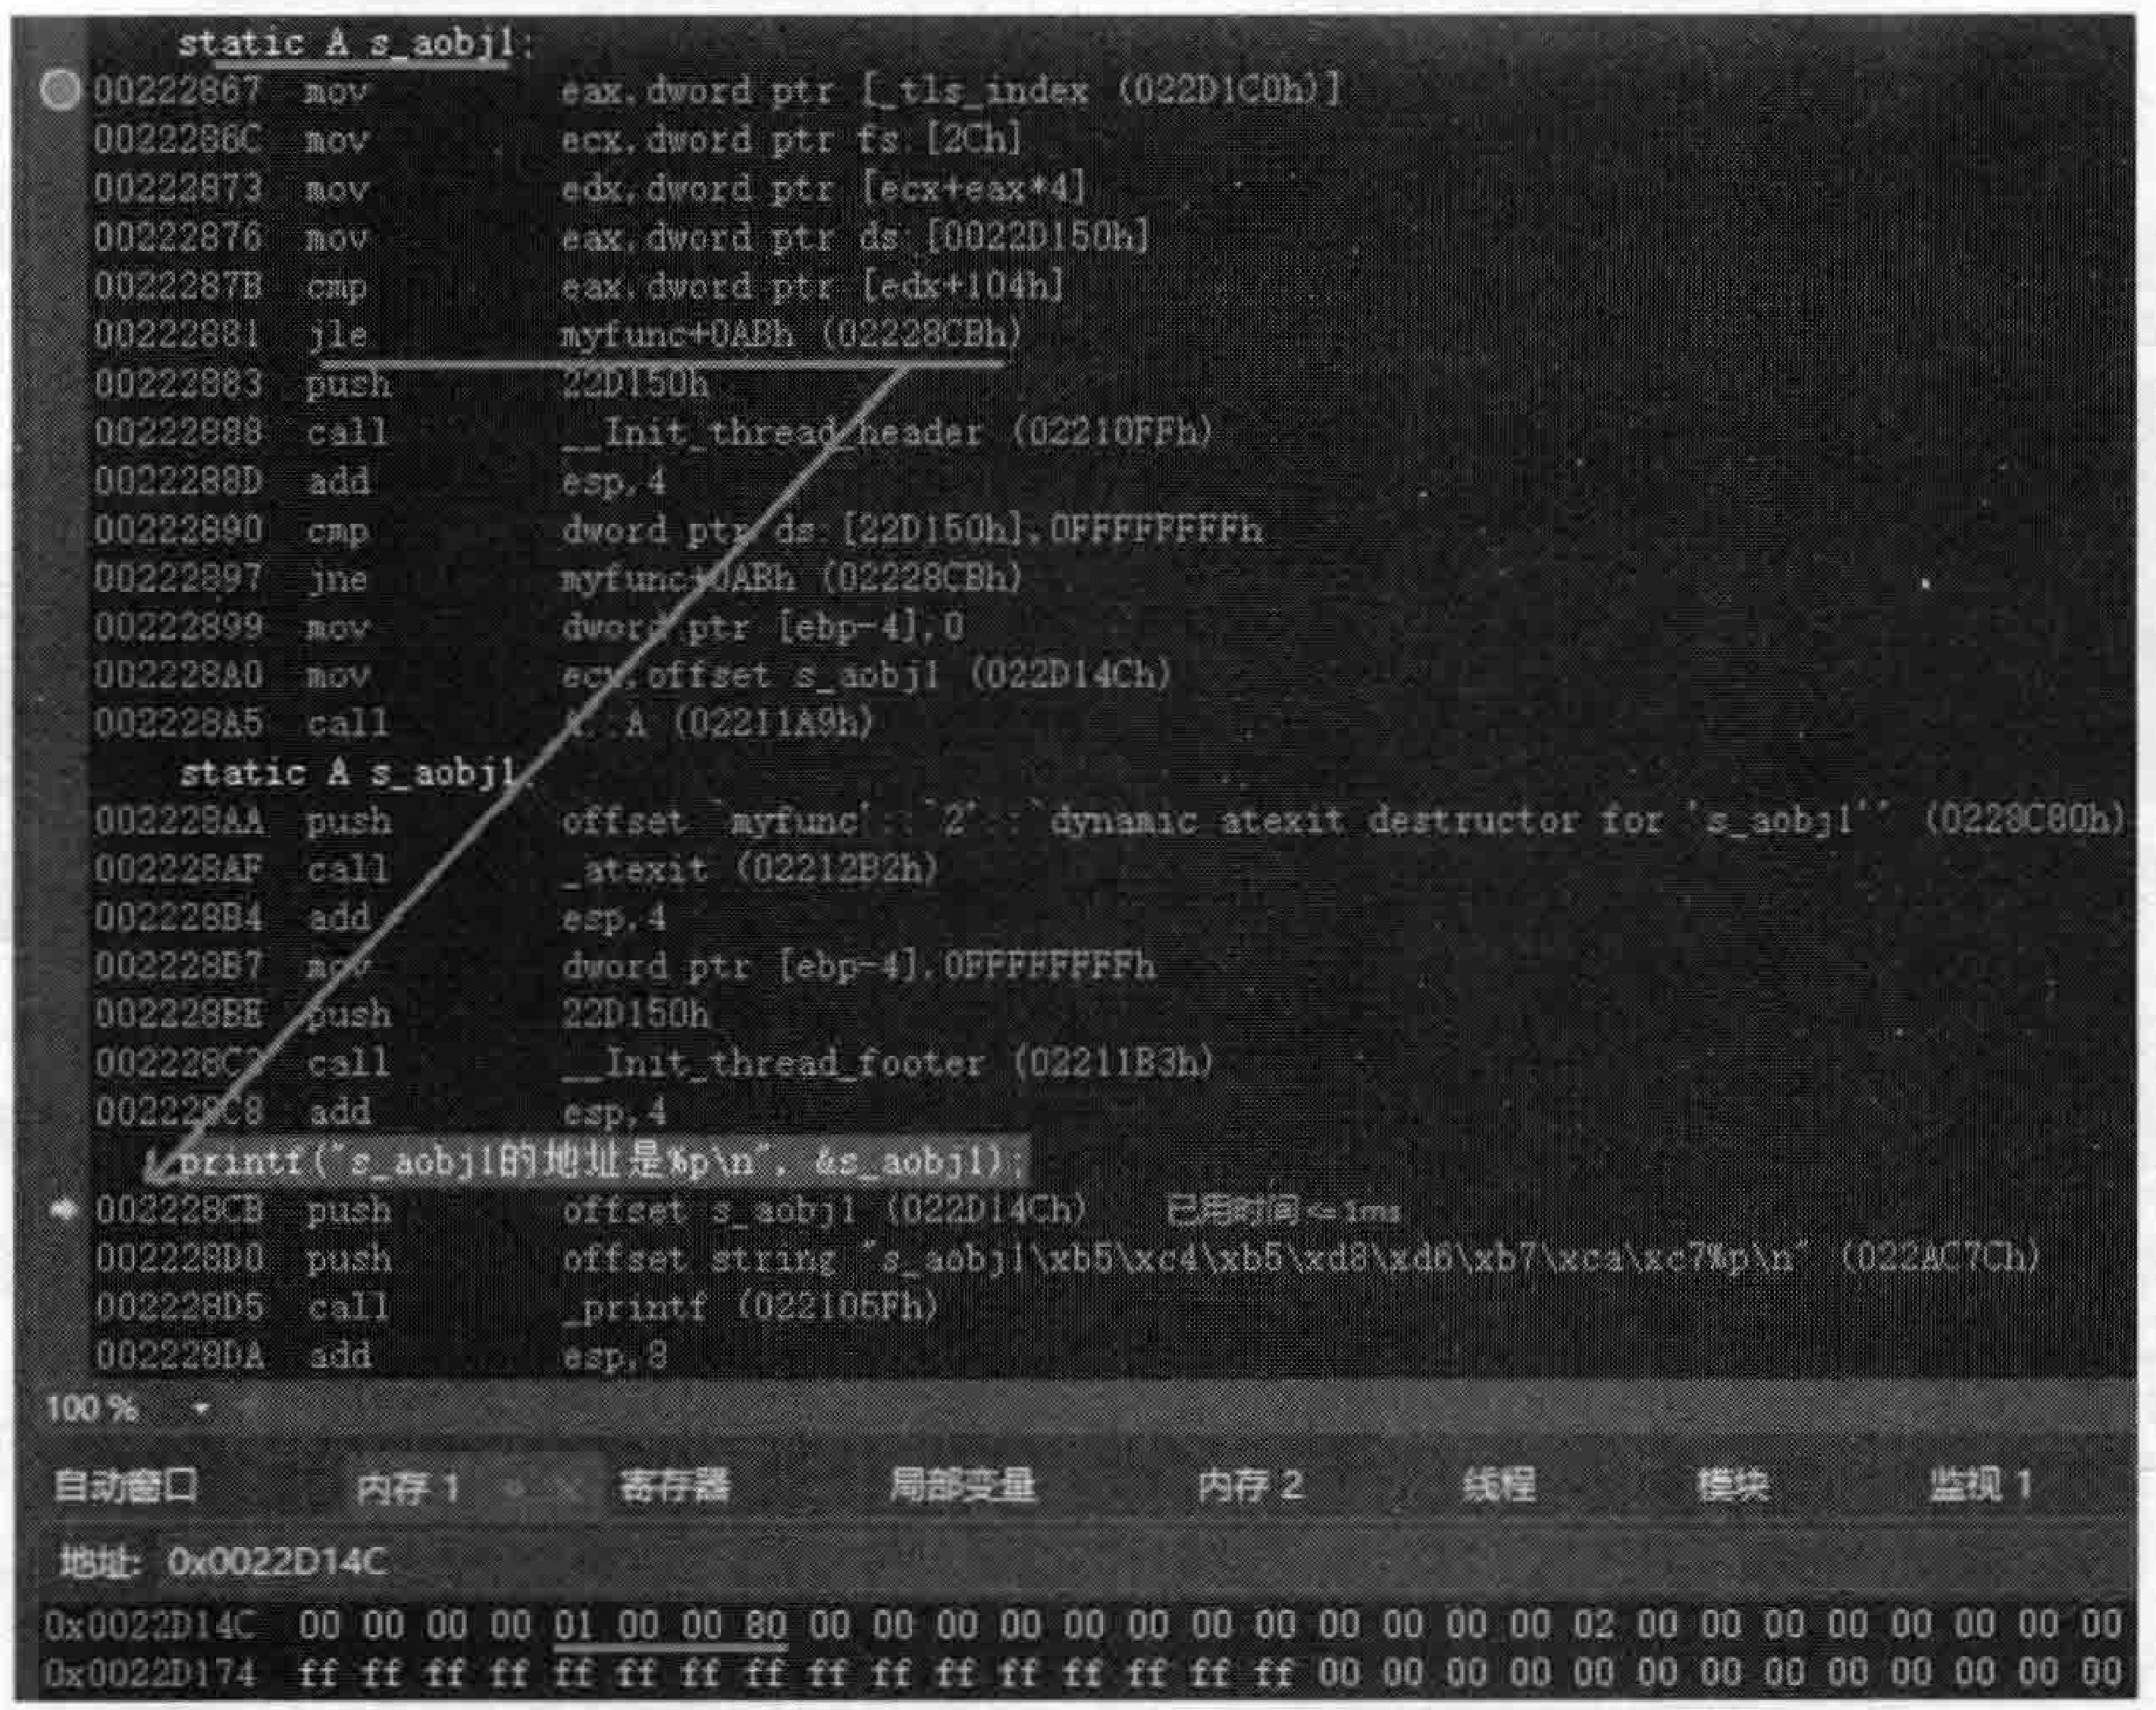 static A s_aobj1;
00222867 mov eax,dword ptr [_tls_index (022D1C0h)]
0022286C mov ecx,dword ptr fs:[2Ch]
00222873 mov edx,dword ptr [ecx+eax*4]
00222876 mov eax,dword ptr ds:[0022D150h]
0022287B cmp eax,dword ptr [edx+104h]
00222881 jle myfunc+0ABh (02228CBh)
00222883 push 22D150h
00222888 call __Init_thread_header (02210FFh)
0022288D add esp,4
00222890 cmp dword ptr ds:[22D150h],0FFFFFFFFh
00222897 jne myfunc+0ABh (02228CBh)
00222899 mov dword ptr [ebp-4],0
002228A0 mov ecx,offset s_aobj1 (022D14Ch)
002228A5 call A::A (02211A9h)
static A s_aobj1;
002228AA push offset `myfunc'::`2'::`dynamic atexit destructor for 's_aobj1'' (0228C80h)
002228AF call _atexit (02212B2h)
002228B4 add esp,4
002228B7 mov dword ptr [ebp-4],0FFFFFFFFh
002228BE push 22D150h
002228C3 call __Init_thread_footer (02211B3h)
002228C8 add esp,4
printf("s_aobj1的地址是%p\n", &s_aobj1);
002228CB push offset s_aobj1 (022D14Ch) 已用时间<=1ms
002228D0 push offset string "s_aobj1\xb5\xc4\xb5\xd8\xd6\xb7\xca\xc7%p\n" (022AC7Ch)
002228D5 call _printf (022105Fh)
002228DA add esp,8
100 %
自动窗口 内存 1 寄存器 局部变量 内存 2 线程 模块 监视 1
地址: 0x0022D14C
0x0022D14C 00 00 00 00 01 00 00 80 00 00 00 00 00 00 00 00 00 00 00 00 02 00 00 00 00 00 00 00 00
0x0022D174 ff ff ff ff ff ff ff ff ff ff ff ff ff ff ff ff 00 00 00 00 00 00 00 00 00 00 00 00 00